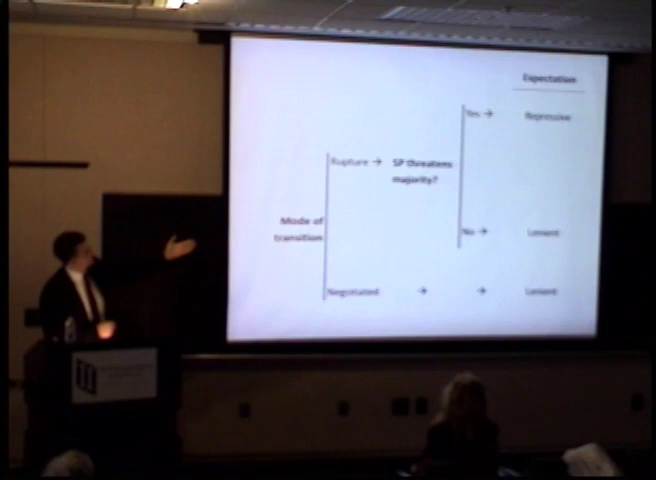 Expectation
Yes → Repressive
Rupture → SP threatens
majority?
Mode of
transition
No → Lenient
Negotiated → → Lenient